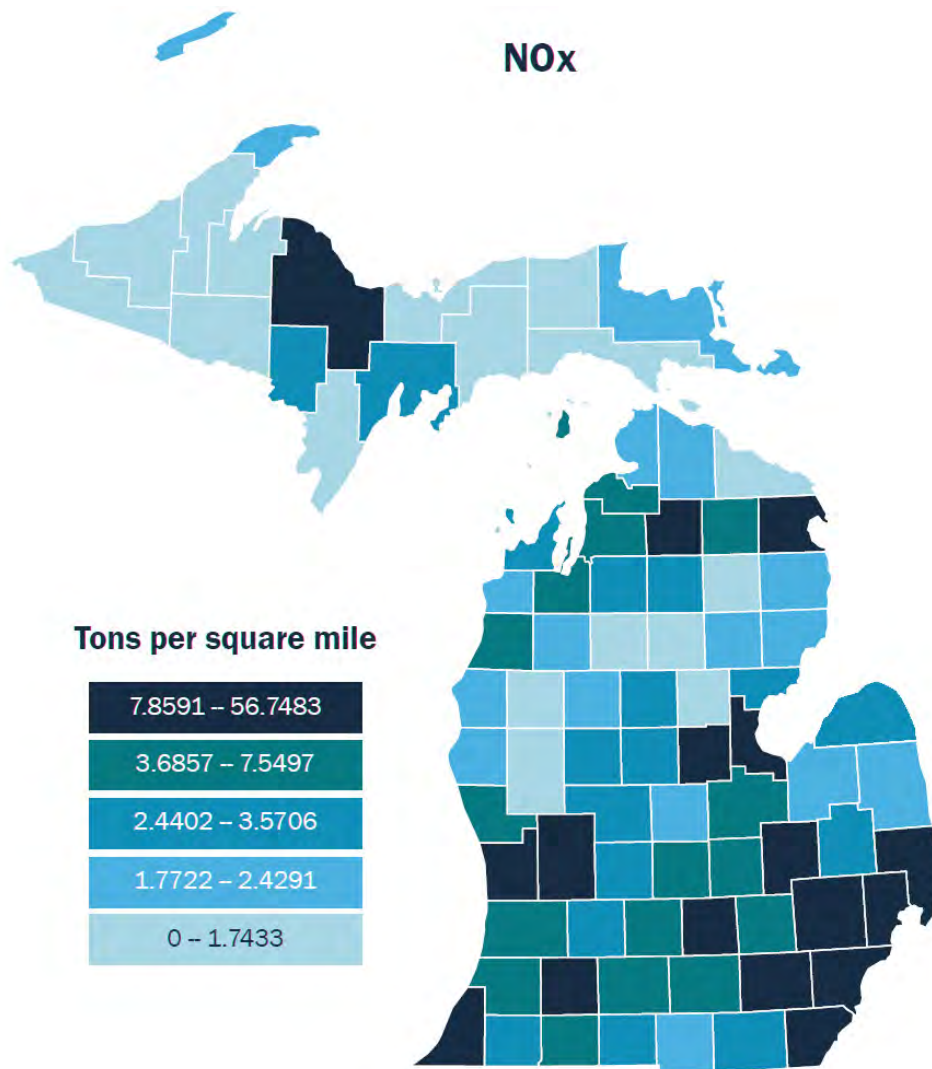 NOx
Tons per square mile
7.8591 -- 56.7483
3.6857 -- 7.5497
2.4402 – 3.5706
1.7722 – 2.4291
0 -- 1.7433